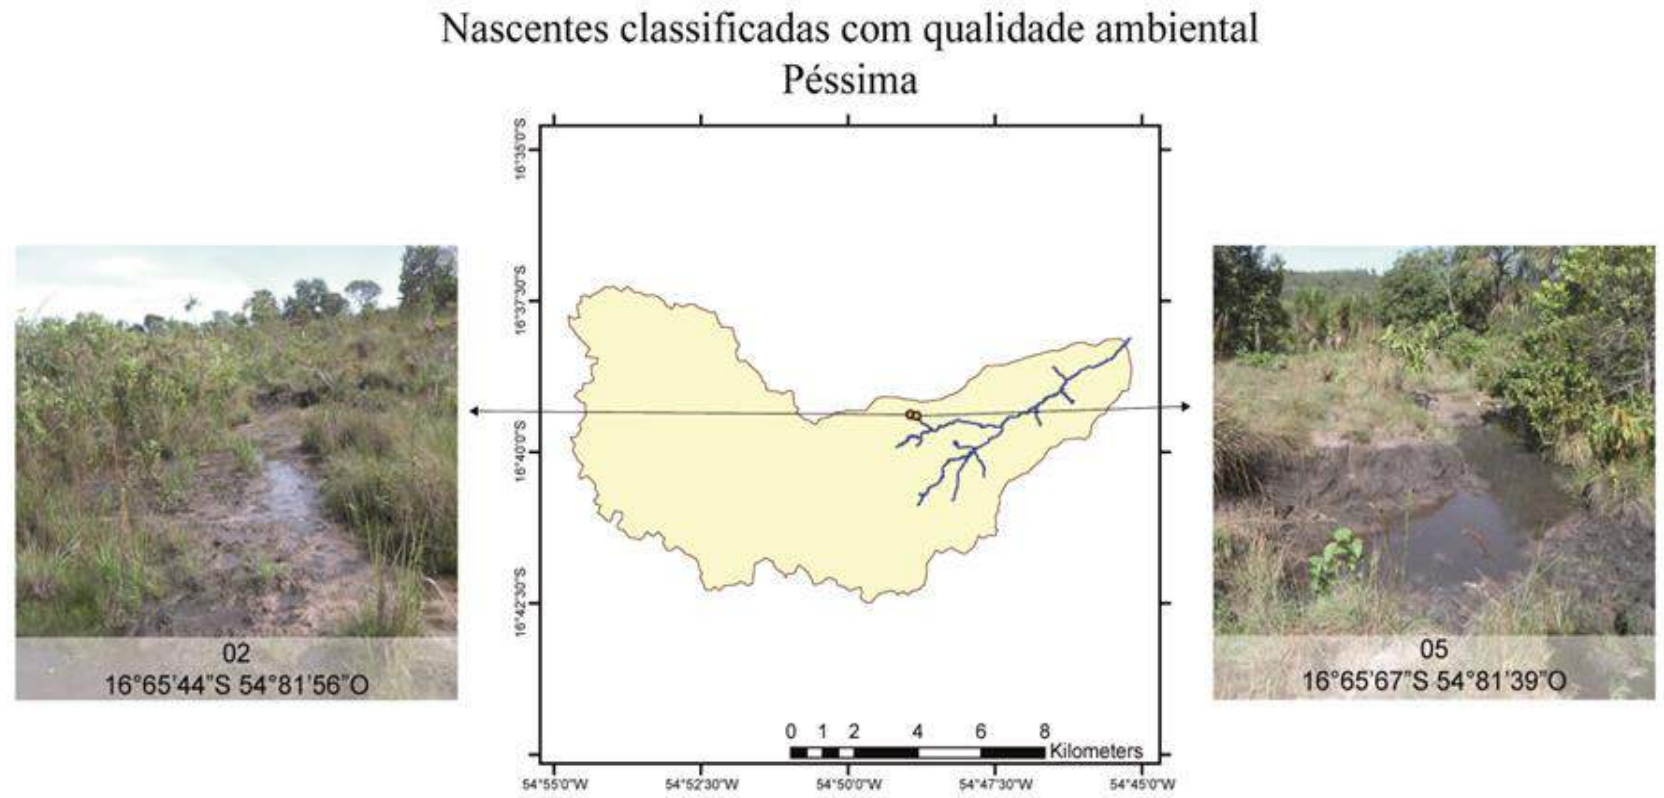 Nascentes classificadas com qualidade ambiental
Péssima
16°35'0"S
16°37'30"S
16°40'0"S
16°42'30"S
02
16°65'44"S 54°81'56"O
05
16°65'67"S 54°81'39"O
0 1 2 4 6 8
Kilometers
54°55'0"W 54°52'30"W 54°50'0"W 54°47'30"W 54°45'0"W